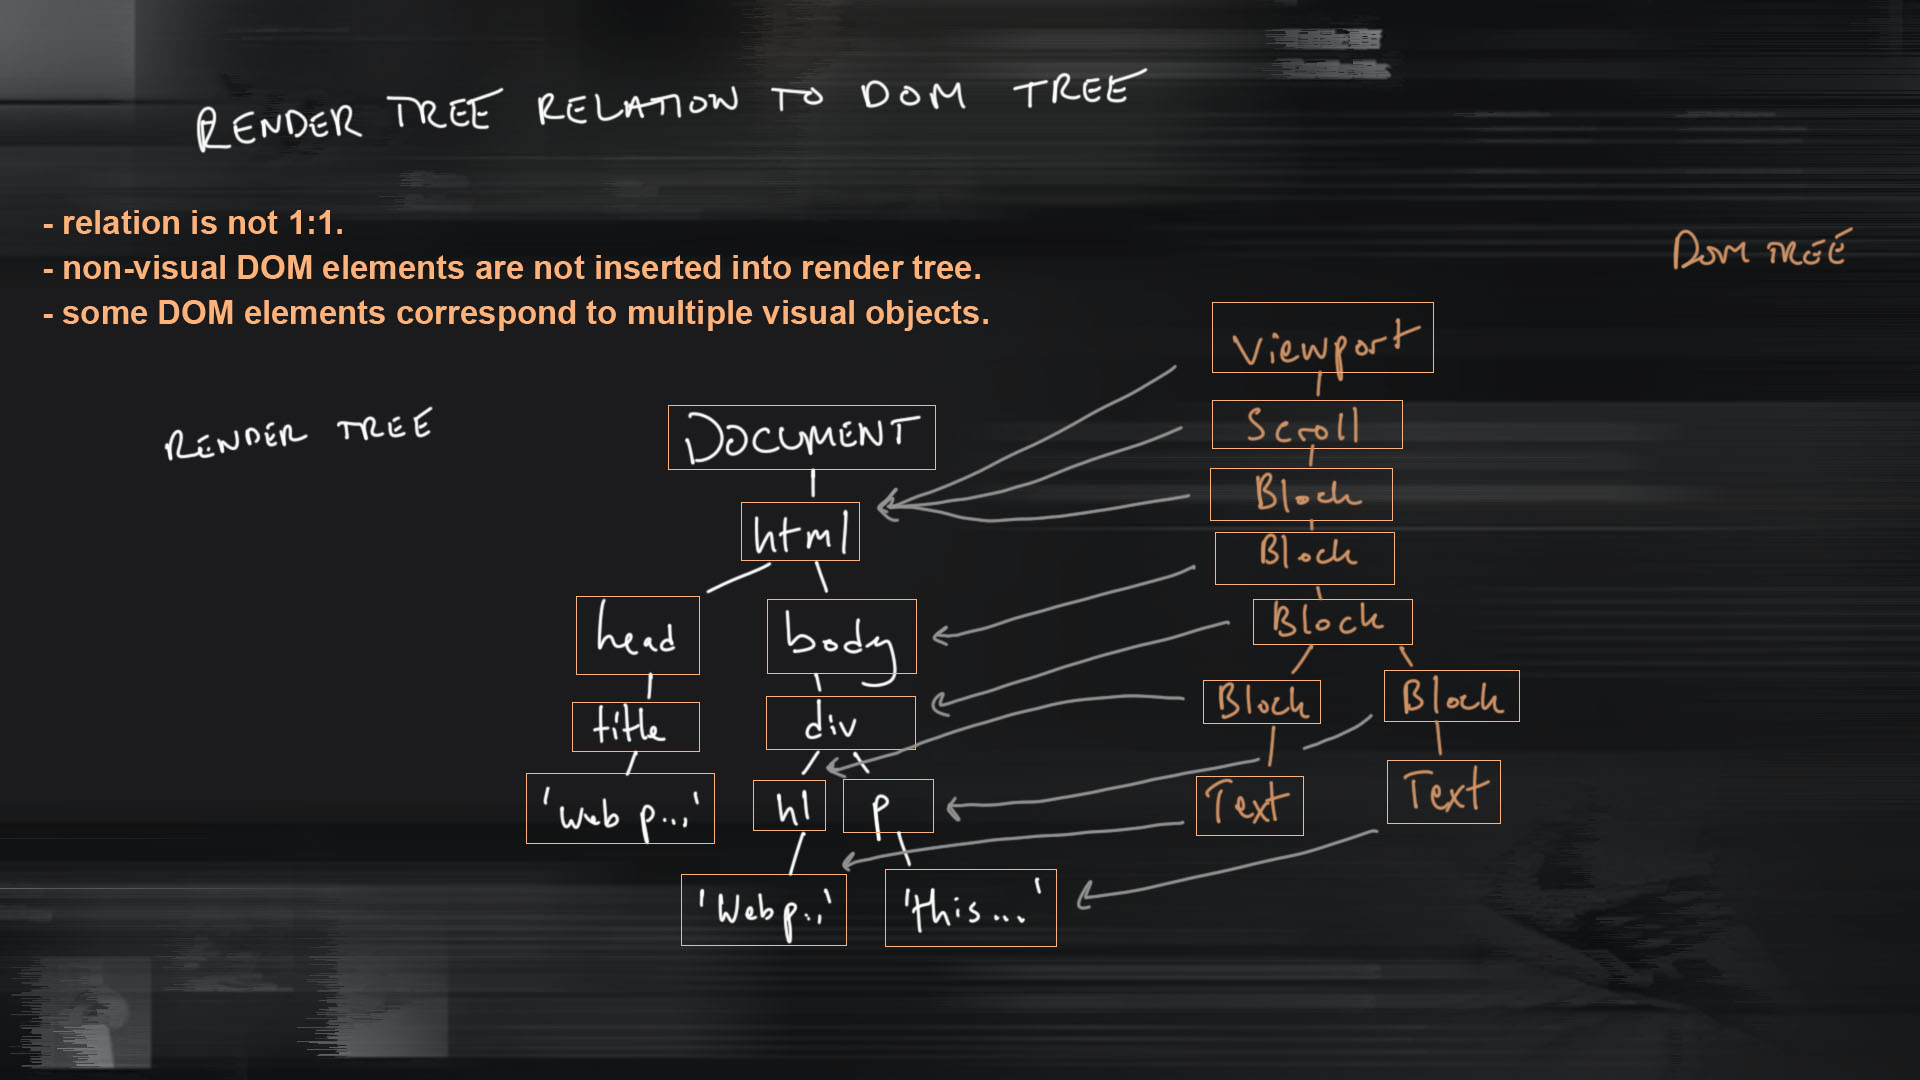 RENDER TREE RELATION TO DOM TREE
- relation is not 1:1.
- non-visual DOM elements are not inserted into render tree.
- some DOM elements correspond to multiple visual objects.
DOM TREE
RENDER TREE
DOCUMENT
html
head
body
title
div
'Web p...'
h1
p
'Web p..'
'this...'
Viewport
Scroll
Block
Block
Block
Block
Block
Text
Text